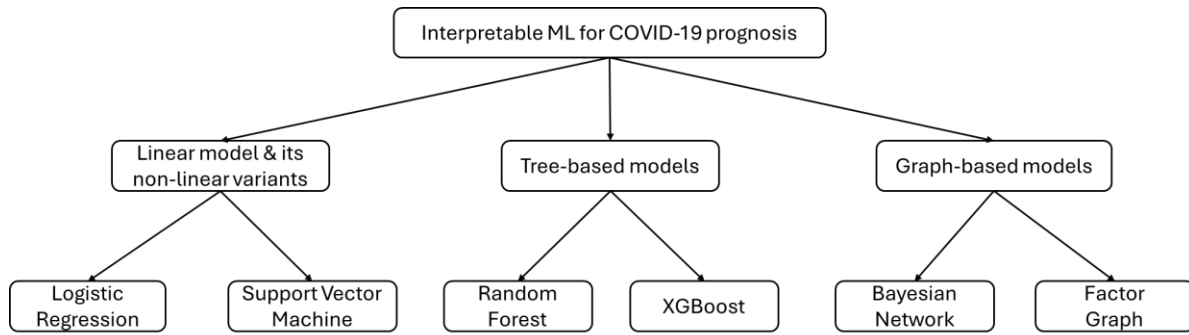 Interpretable ML for COVID-19 prognosis
Linear model & its
non-linear variants
Tree-based models
Graph-based models
Logistic
Regression
Support Vector
Machine
Random
Forest
XGBoost
Bayesian
Network
Factor
Graph